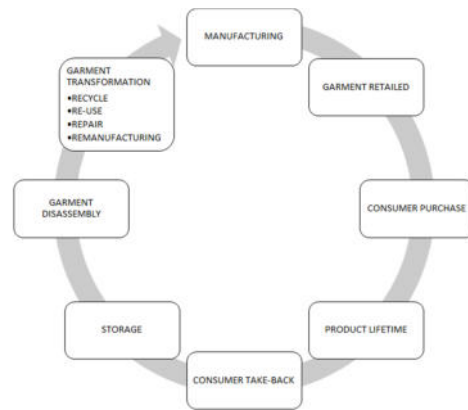 MANUFACTURING
GARMENT RETAILED
CONSUMER PURCHASE
PRODUCT LIFETIME
CONSUMER TAKE-BACK
STORAGE
GARMENT
DISASSEMBLY
GARMENT
TRANSFORMATION
•RECYCLE
•RE-USE
•REPAIR
•REMANUFACTURING